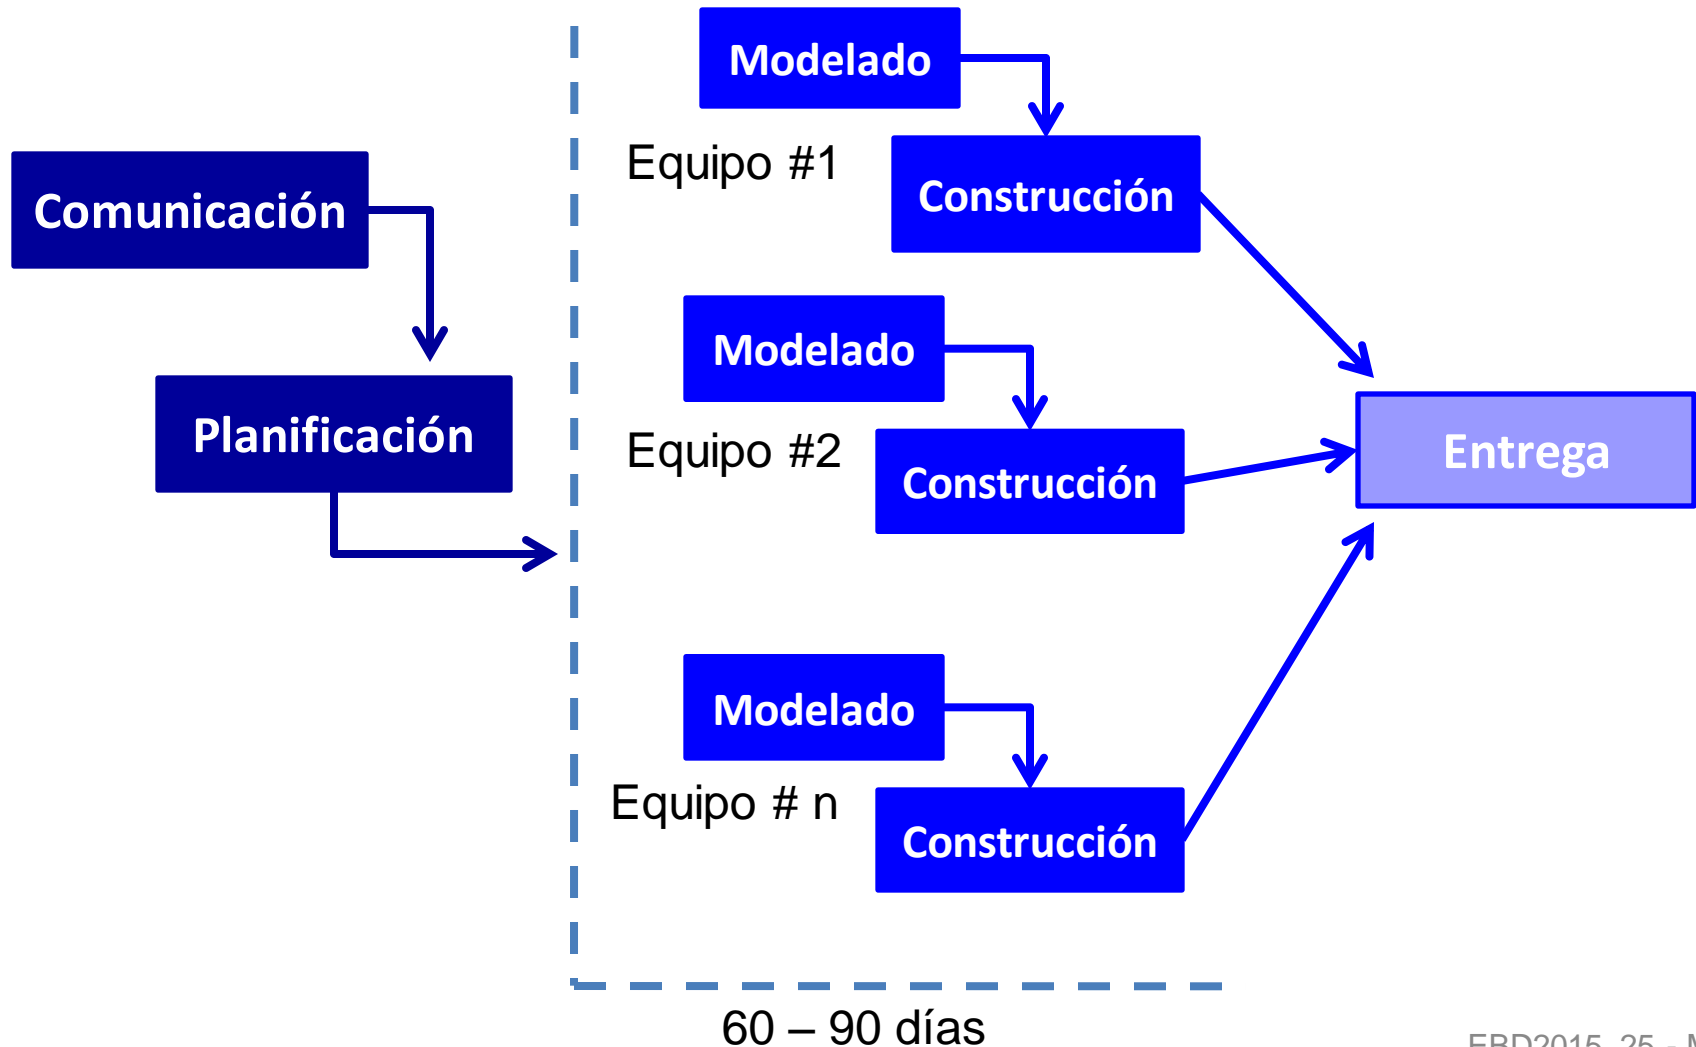 Comunicación
Planificación
Modelado
Equipo #1
Construcción
Modelado
Equipo #2
Construcción
Modelado
Equipo # n
Construcción
Entrega
60 – 90 días